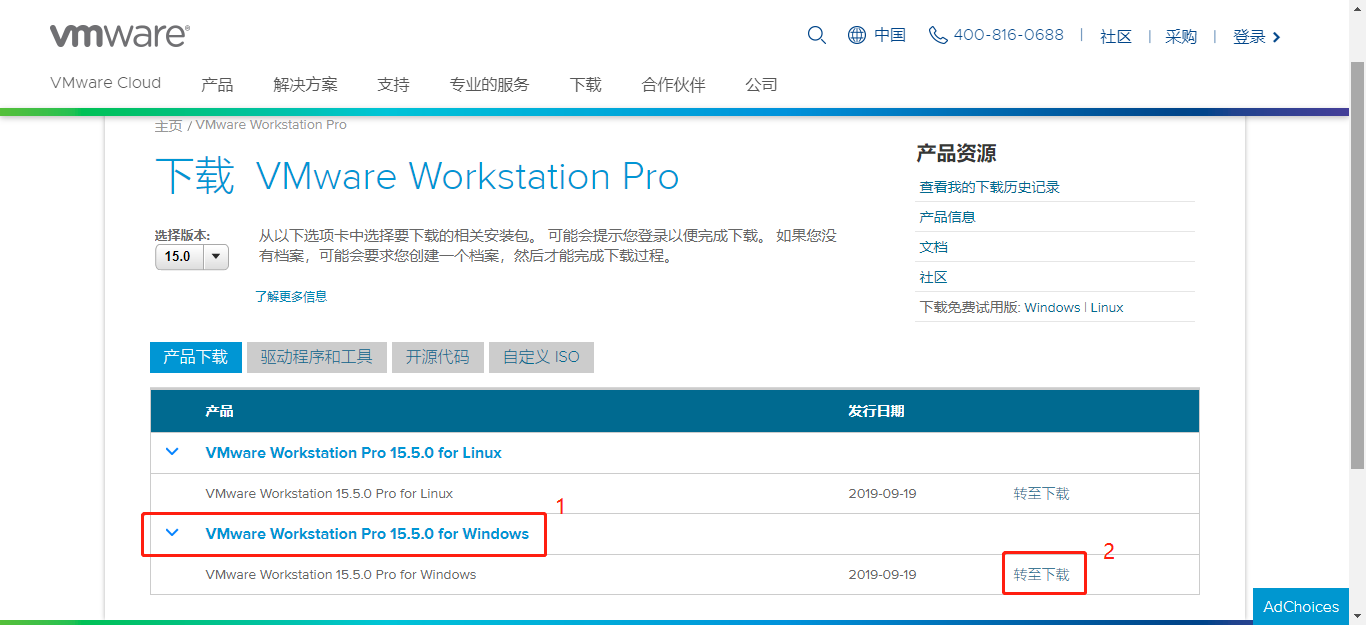 vmware®
中国
400-816-0688
社区
采购
登录
VMware Cloud
产品
解决方案
支持
专业的服务
下载
合作伙伴
公司
主页 / VMware Workstation Pro
下载 VMware Workstation Pro
选择版本:
15.0
从以下选项卡中选择要下载的相关安装包。 可能会提示您登录以便完成下载。 如果您没
有档案，可能会要求您创建一个档案，然后才能完成下载过程。
了解更多信息
产品资源
查看我的下载历史记录
产品信息
文档
社区
下载免费试用版: Windows | Linux
产品下载
驱动程序和工具
开源代码
自定义 ISO
产品 发行日期
VMware Workstation Pro 15.5.0 for Linux
VMware Workstation 15.5.0 Pro for Linux 2019-09-19 转至下载
1
VMware Workstation Pro 15.5.0 for Windows
2
VMware Workstation 15.5.0 Pro for Windows 2019-09-19 转至下载
AdChoices